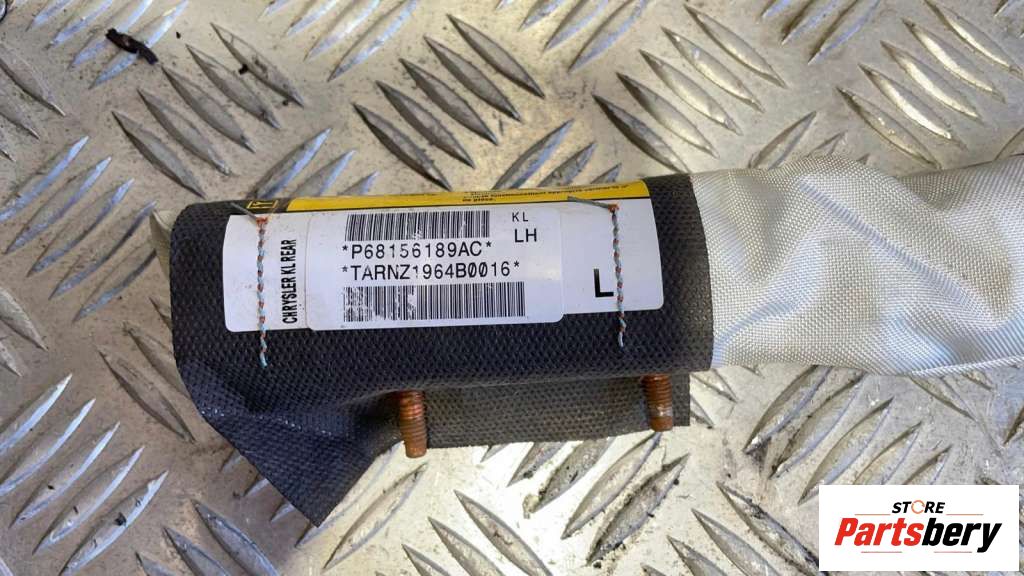 KL
LH
*P68156189AC*
*TARNZ1964B0016*
CHRYSLER KL REAR
L
STORE
Partsbery